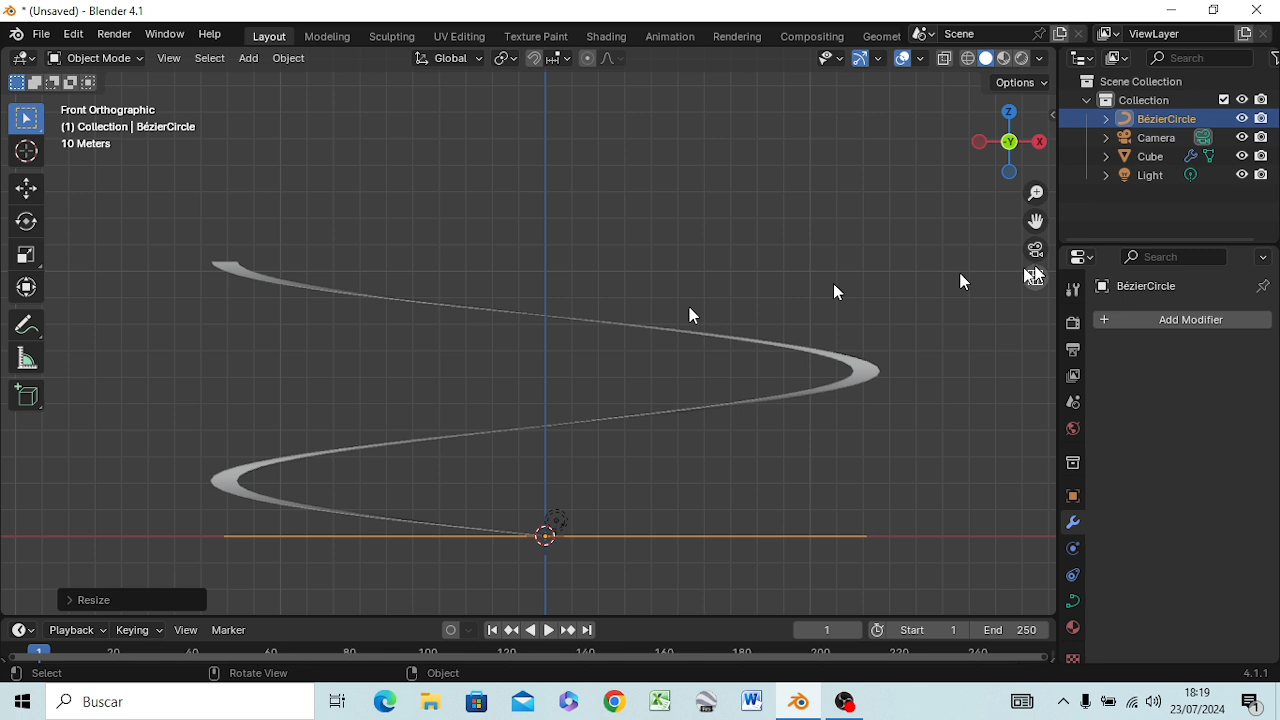 * (Unsaved) - Blender 4.1
File Edit Render Window Help Layout Modeling Sculpting UV Editing Texture Paint Shading Animation Rendering Compositing Geomet Scene ViewLayer
Object Mode View Select Add Object Global Search
Options
Front Orthographic
(1) Collection | BézierCircle
10 Meters
Z
-Y
X
Scene Collection
Collection
BézierCircle
Camera
Cube
Light
Search
BézierCircle
Add Modifier
Resize
Playback Keying View Marker 1 Start 1 End 250
1 20 40 60 80 100 120 140 160 180 200 220 240
Select Rotate View Object 4.1.1
Buscar
18:19
23/07/2024
1